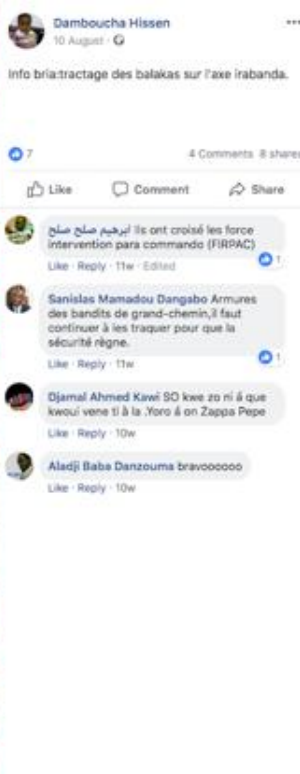 Damboucha Hissen
10 August
Info bria:tractage des balakas sur l'axe irabanda.
7
4 Comments 8 shares
Like Comment Share
ابرهيم صلح صلح Ils ont croisé les force
intervention para commando (FIRPAC)
1
Like · Reply · 11w · Edited
Sanislas Mamadou Dangabo Armures
des bandits de grand-chemin,il faut
continuer à les traquer pour que la
sécurité règne.
1
Like · Reply · 11w
Djamal Ahmed Kawi SO kwe zo ni á que
kwoui vene ti à la .Yoro á on Zappa Pepe
Like · Reply · 10w
Aladji Baba Danzouma bravoooooo
Like · Reply · 10w